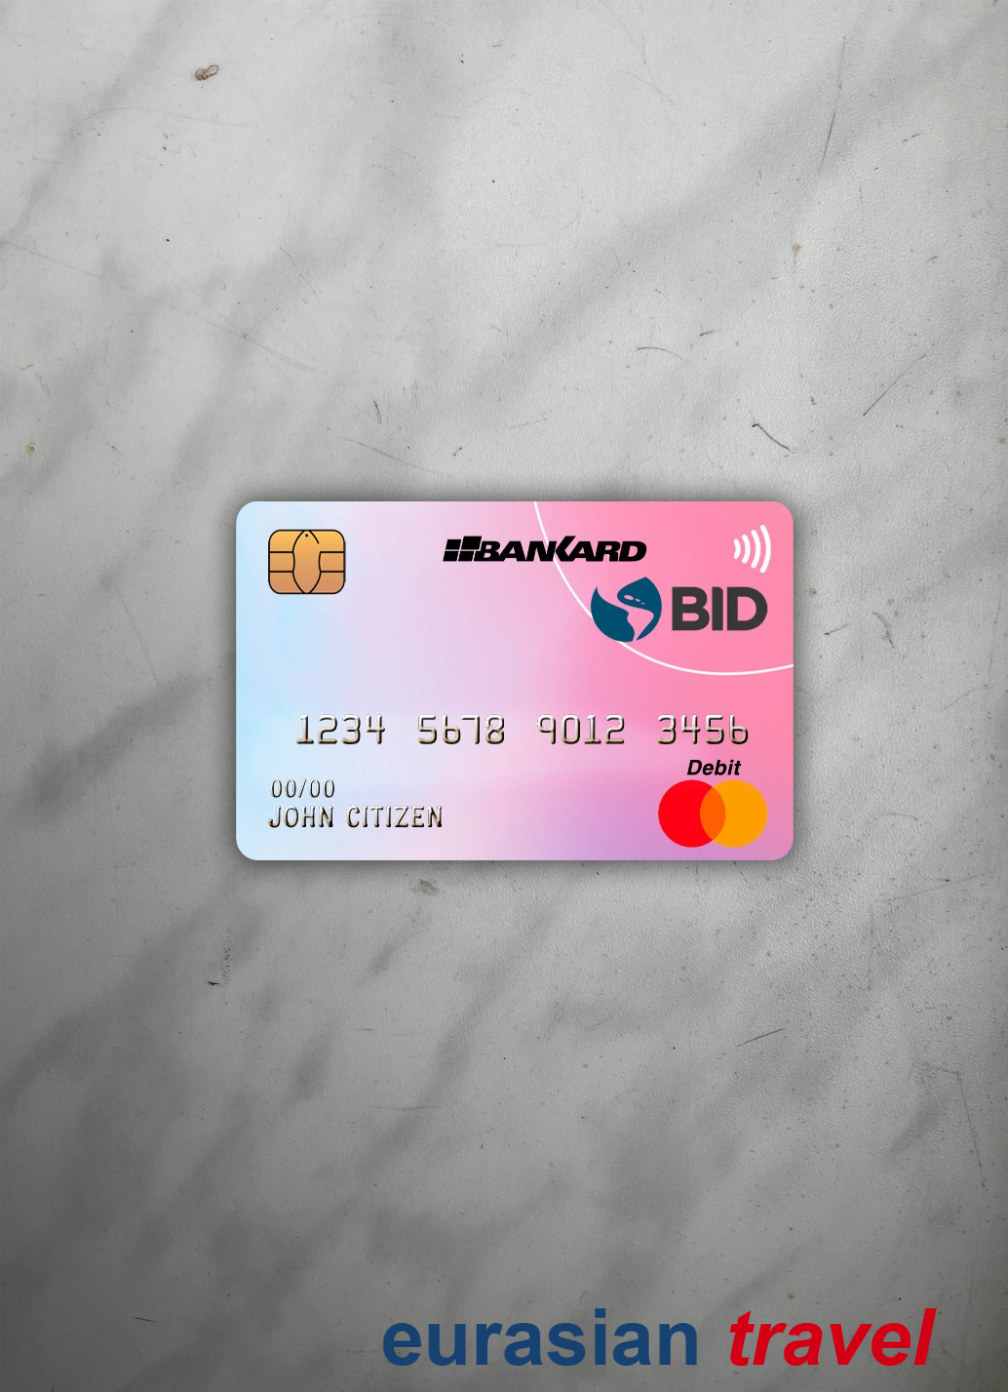 BANKARD
BID
1234 5678 9012 3456
Debit
00/00
JOHN CITIZEN
eurasian travel